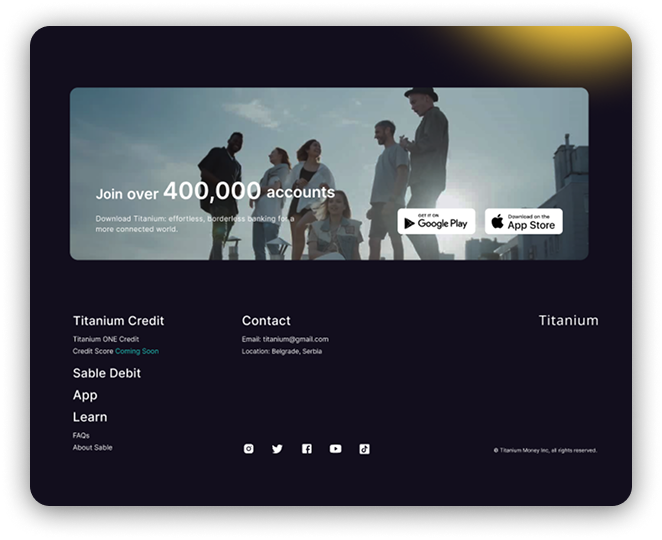 Join over 400,000 accounts
Download Titanium: effortless, borderless banking for a
more connected world.
GET IT ON
Google Play
Download on the
App Store
Titanium Credit
Titanium ONE Credit
Credit Score Coming Soon
Sable Debit
App
Learn
FAQs
About Sable
Contact
Email: titanium@gmail.com
Location: Belgrade, Serbia
Titanium
© Titanium Money Inc, all rights reserved.